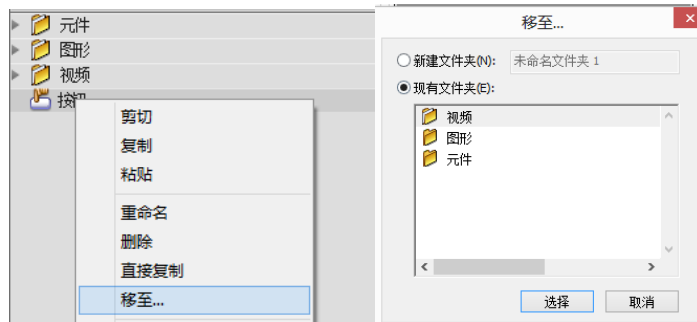 元件
图形
视频
按钮
剪切
复制
粘贴
重命名
删除
直接复制
移至...
移至...
新建文件夹(N): 未命名文件夹 1
现有文件夹(E):
视频
图形
元件
选择 取消